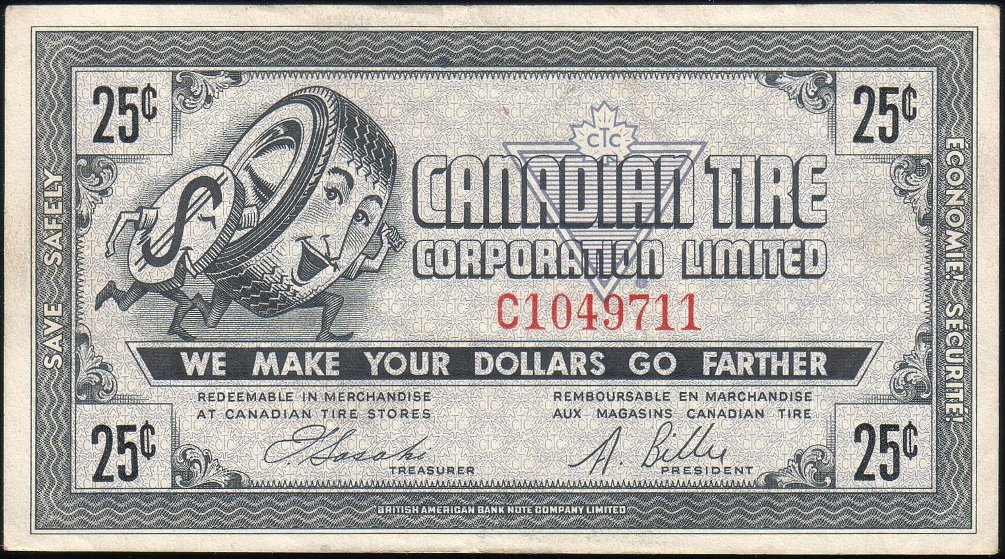 25¢
25¢
CTC
CANADIAN TIRE
CORPORATION LIMITED
C1049711
WE MAKE YOUR DOLLARS GO FARTHER
REDEEMABLE IN MERCHANDISE
AT CANADIAN TIRE STORES
REMBOURSABLE EN MARCHANDISE
AUX MAGASINS CANADIAN TIRE
TREASURER
PRESIDENT
25¢
25¢
SAVE SAFELY
ÉCONOMIE! SÉCURITÉ!
$
BRITISH AMERICAN BANK NOTE COMPANY LIMITED